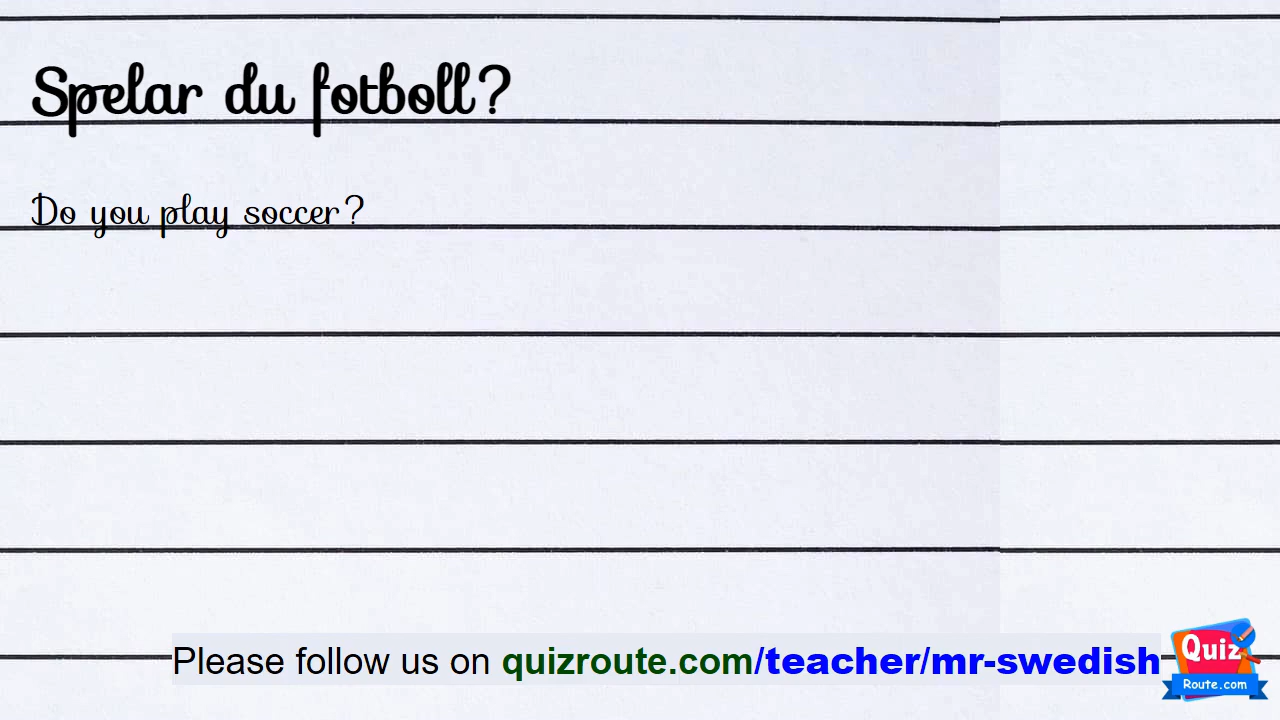 Spelar du fotboll?
Do you play soccer?
Please follow us on quizroute.com/teacher/mr-swedish
Quiz
Route.com